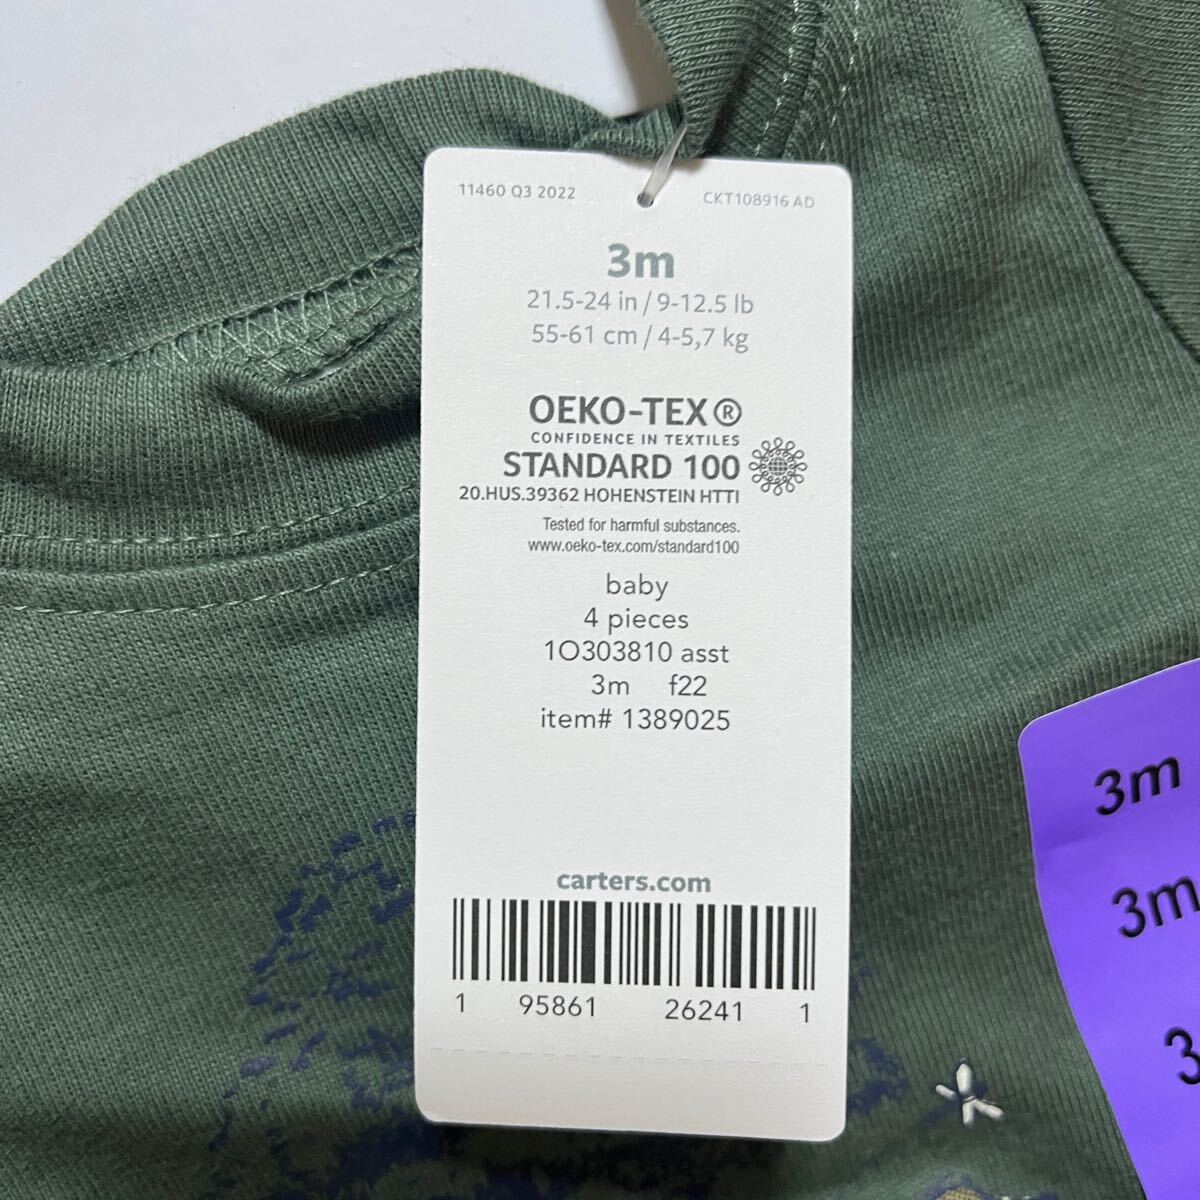 11460 Q3 2022
CKT108916 AD
3m
21.5-24 in / 9-12.5 lb
55-61 cm / 4-5,7 kg
OEKO-TEX®
CONFIDENCE IN TEXTILES
STANDARD 100
20.HUS.39362 HOHENSTEIN HTTI
Tested for harmful substances.
www.oeko-tex.com/standard100
baby
4 pieces
1O303810 asst
3m f22
item# 1389025
carters.com
1 95861 26241 1
3m
3m
3